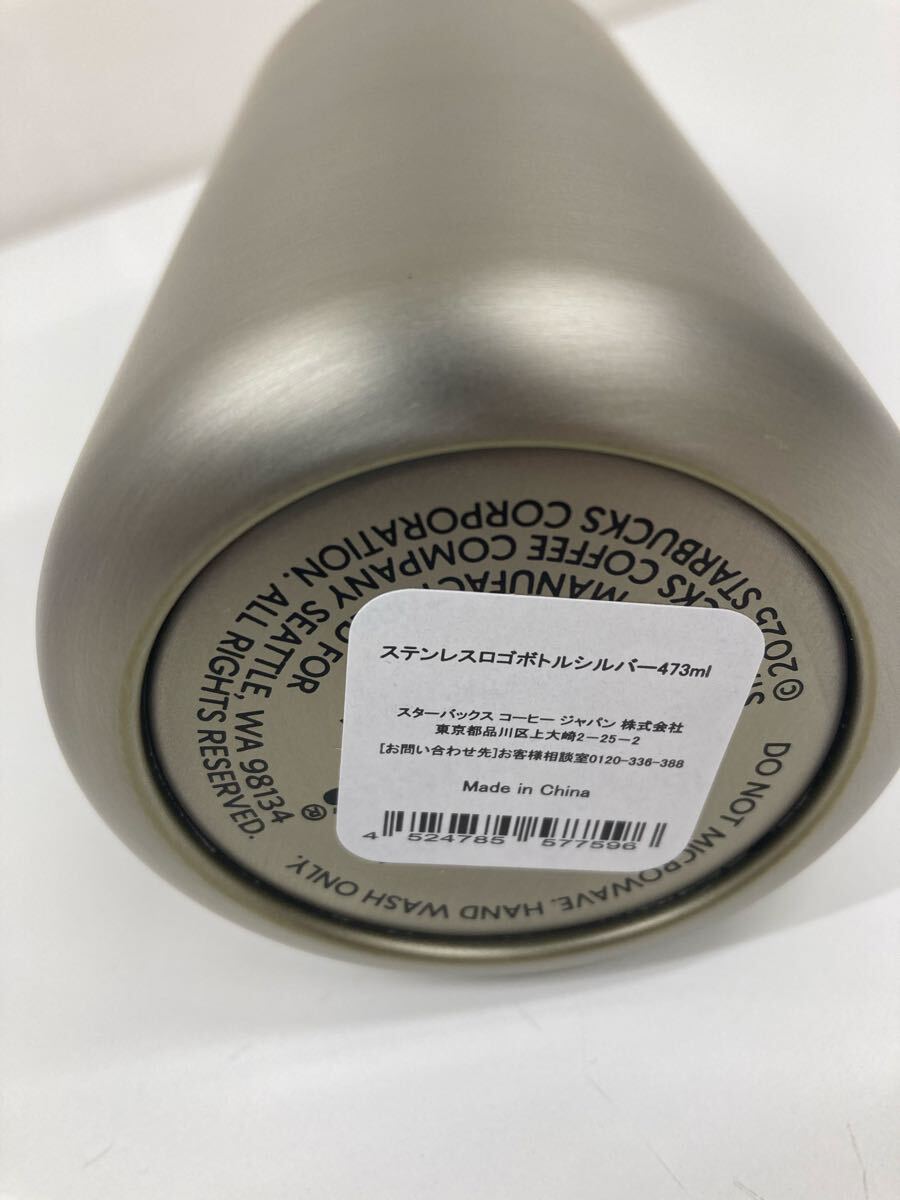 © 2025 STARBUCKS CORPORATION. ALL RIGHTS RESERVED.
MANUFAC
COFFEE COMPANY SEATTLE, WA 98134
FOR
®
DO NOT MICROWAVE. HAND WASH ONLY.
ステンレスロゴボトルシルバー473ml
スターバックス コーヒー ジャパン 株式会社
東京都品川区上大崎2-25-2
[お問い合わせ先]お客様相談室0120-336-388
Made in China
4 524785 577596